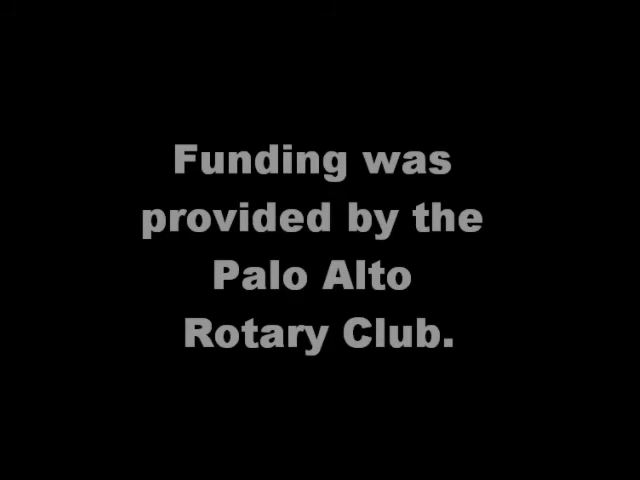 Funding was
provided by the
Palo Alto
Rotary Club.